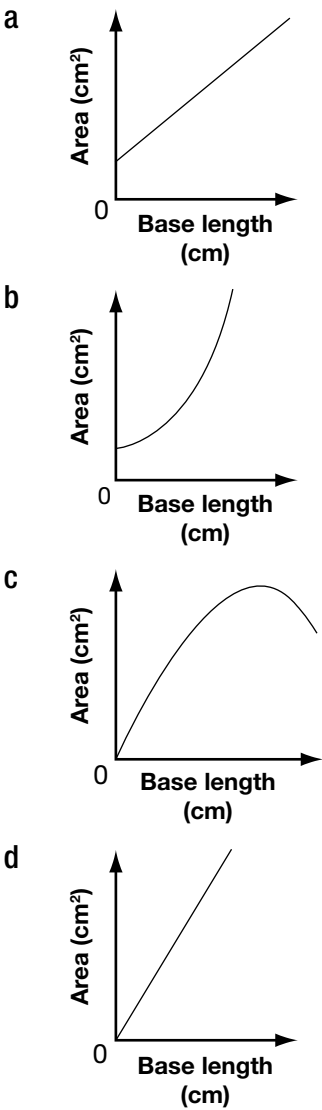 a
Area (cm²)
0
Base length
(cm)
b
Area (cm²)
0
Base length
(cm)
c
Area (cm²)
0
Base length
(cm)
d
Area (cm²)
0
Base length
(cm)